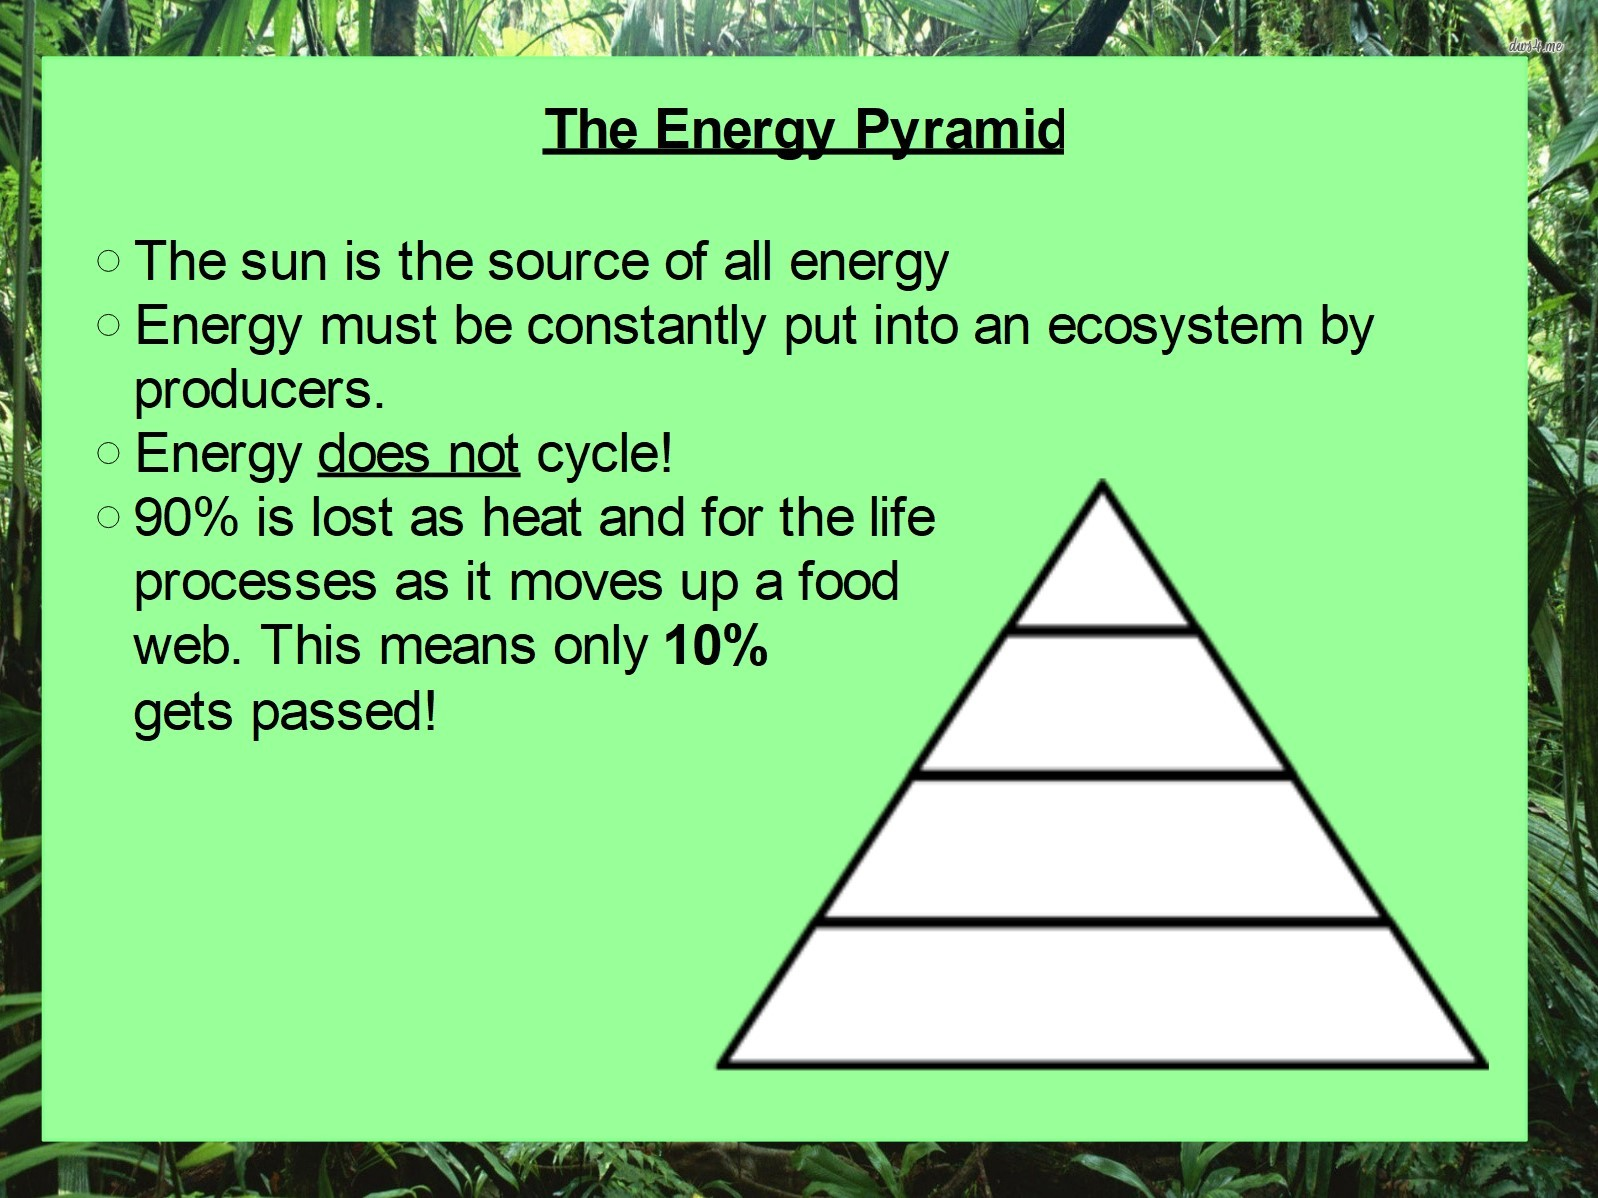 dws4.me
The Energy Pyramid
The sun is the source of all energy
Energy must be constantly put into an ecosystem by
producers.
Energy does not cycle!
90% is lost as heat and for the life
processes as it moves up a food
web. This means only 10%
gets passed!